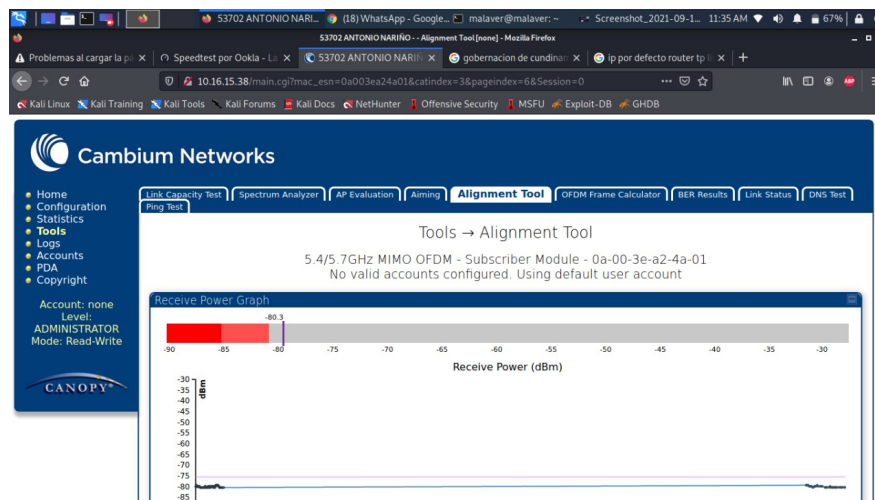 53702 ANTONIO NARI...
(18) WhatsApp - Google...
malaver@malaver: ~
Screenshot_2021-09-1...
11:35 AM
67%
53702 ANTONIO NARIÑO - - Alignment Tool [none] - Mozilla Firefox
Problemas al cargar la pá
Speedtest por Ookla - La
53702 ANTONIO NARIÑ
gobernacion de cundinam
ip por defecto router tp li
10.16.15.38/main.cgi?mac_esn=0a003ea24a01&catindex=3&pageindex=6&Session=0
Kali Linux
Kali Training
Kali Tools
Kali Forums
Kali Docs
NetHunter
Offensive Security
MSFU
Exploit-DB
GHDB
Cambium Networks
Home
Configuration
Statistics
Tools
Logs
Accounts
PDA
Copyright
Account: none
Level:
ADMINISTRATOR
Mode: Read-Write
CANOPY
Link Capacity Test
Spectrum Analyzer
AP Evaluation
Aiming
Alignment Tool
OFDM Frame Calculator
BER Results
Link Status
DNS Test
Ping Test
Tools → Alignment Tool
5.4/5.7GHz MIMO OFDM - Subscriber Module - 0a-00-3e-a2-4a-01
No valid accounts configured. Using default user account
Receive Power Graph
-80.3
-90 -85 -80 -75 -70 -65 -60 -55 -50 -45 -40 -35 -30
Receive Power (dBm)
dBm
-30
-35
-40
-45
-50
-55
-60
-65
-70
-75
-80
-85